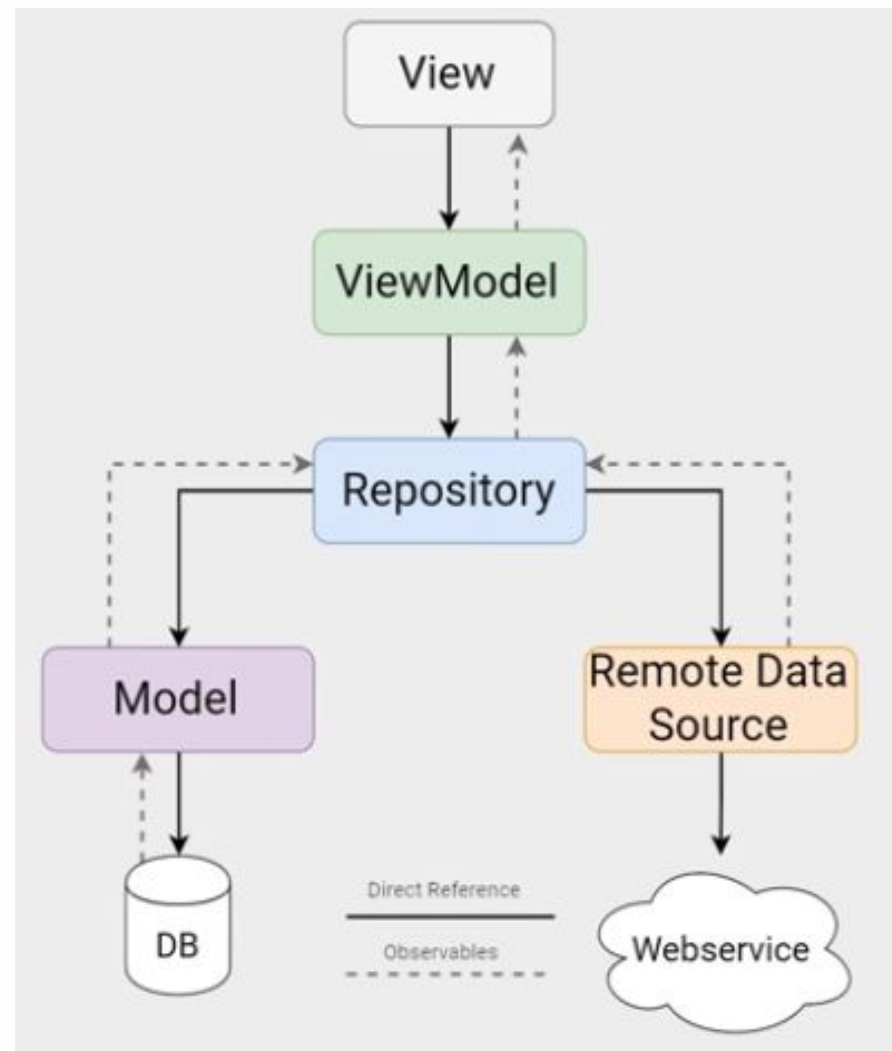 View
ViewModel
Repository
Model
Remote Data
Source
DB
Direct Reference
Observables
Webservice